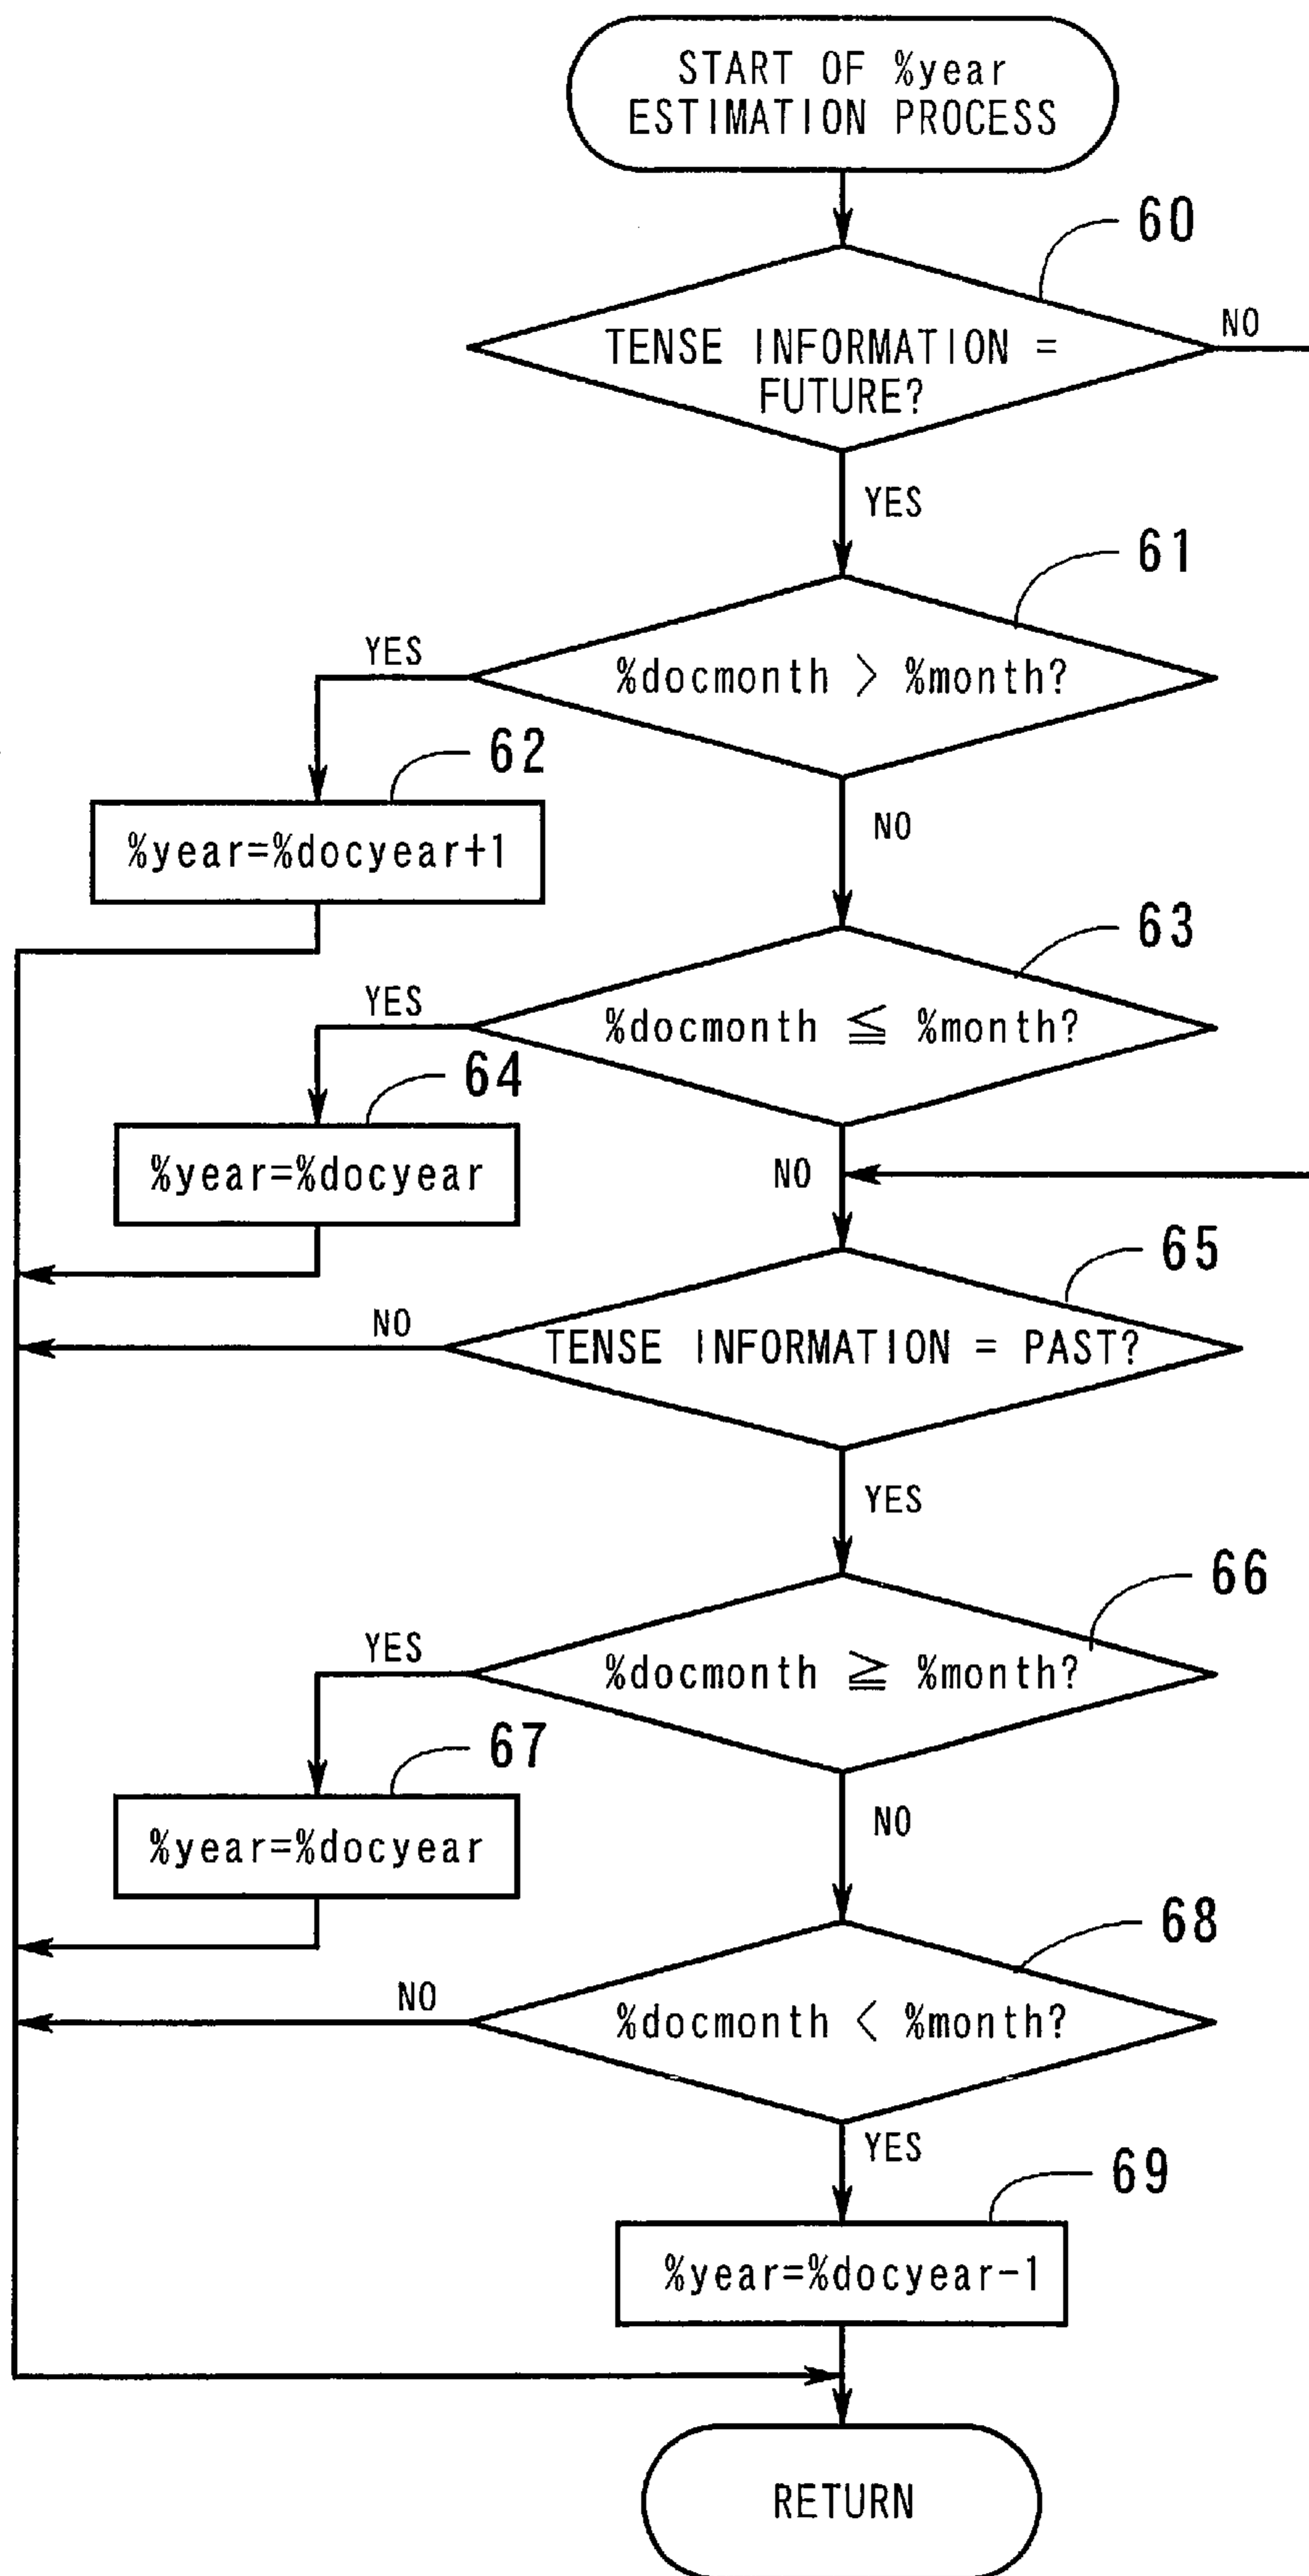 START OF %year
ESTIMATION PROCESS
60
TENSE INFORMATION =
FUTURE?
NO
YES
61
%docmonth > %month?
YES
62
%year=%docyear+1
NO
63
%docmonth ≦ %month?
YES
64
%year=%docyear
NO
65
TENSE INFORMATION = PAST?
NO
YES
66
%docmonth ≧ %month?
YES
67
%year=%docyear
NO
68
%docmonth < %month?
NO
YES
69
%year=%docyear-1
RETURN